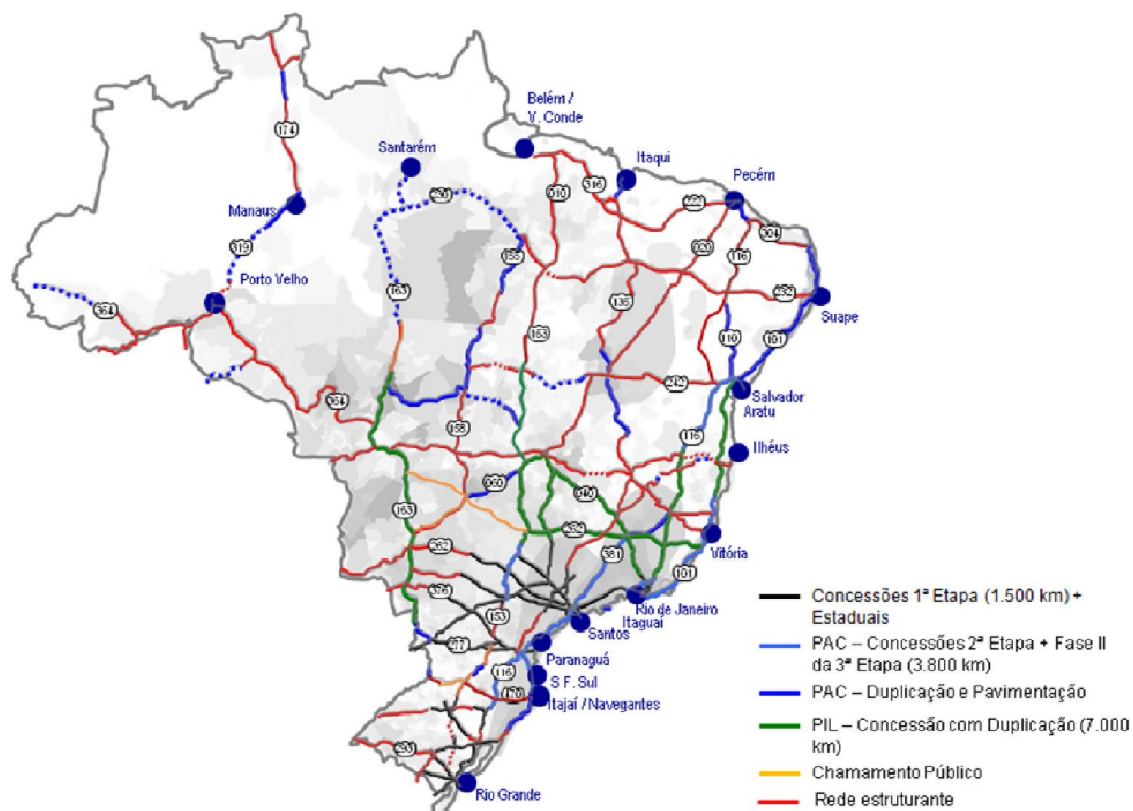 Belém /
V. Conde
Santarém
Itaqui
Pecém
174
316
010
222
230
304
Manaus
020
116
319
155
Porto Velho
163
135
232
364
Suape
153
110
101
242
Salvador
Aratu
364
158
116
Ilhéus
060
040
163
262
Vitória
381
262
101
376
Rio de Janeiro
Itaguaí
153
Santos
277
Paranaguá
116
S F. Sul
470
Itajaí / Navegantes
293
Rio Grande
Concessões 1ª Etapa (1.500 km) +
Estaduais
PAC – Concessões 2ª Etapa + Fase II
da 3ª Etapa (3.800 km)
PAC – Duplicação e Pavimentação
PIL – Concessão com Duplicação (7.000
km)
Chamamento Público
Rede estruturante